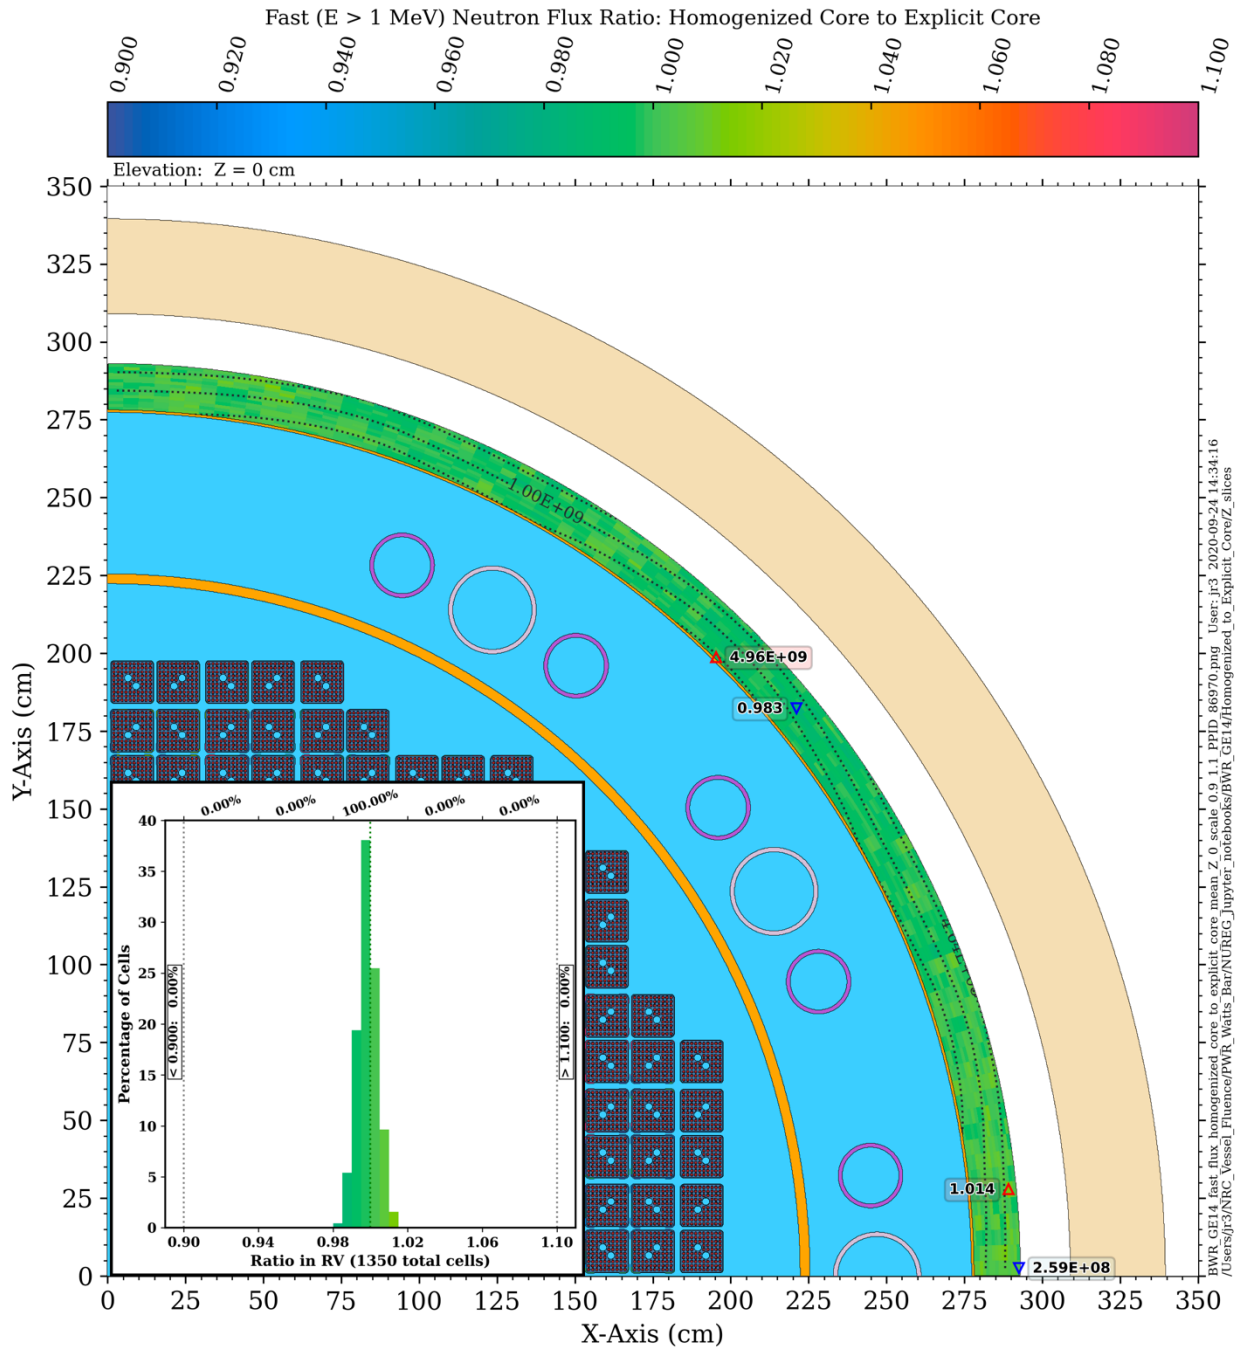 Fast (E > 1 MeV) Neutron Flux Ratio: Homogenized Core to Explicit Core
0.900 0.920 0.940 0.960 0.980 1.000 1.020 1.040 1.060 1.080 1.100
Elevation: Z = 0 cm
350
325
300
275
250
225
200
175
150
125
100
75
50
25
0
Y-Axis (cm)
1.00E+09
4.96E+09
0.983
1.014
2.59E+08
0.00% 0.00% 100.00% 0.00% 0.00%
40
35
30
25
20
15
10
5
0
Percentage of Cells
< 0.900: 0.00%
> 1.100: 0.00%
0.90 0.94 0.98 1.02 1.06 1.10
Ratio in RV (1350 total cells)
0 25 50 75 100 125 150 175 200 225 250 275 300 325 350
X-Axis (cm)
BWR_GE14_fast_flux_homogenized_core_to_explicit_core_mean_Z_0_scale_0.9_1.1_PPID_86970.png User: jr3 2020-09-24 14:34:16
/Users/jr3/NRC_Vessel_Fluence/PWR_Watts_Bar/NUREG_Jupyter_notebooks/BWR_GE14/Homogenized_to_Explicit_Core/Z_slices